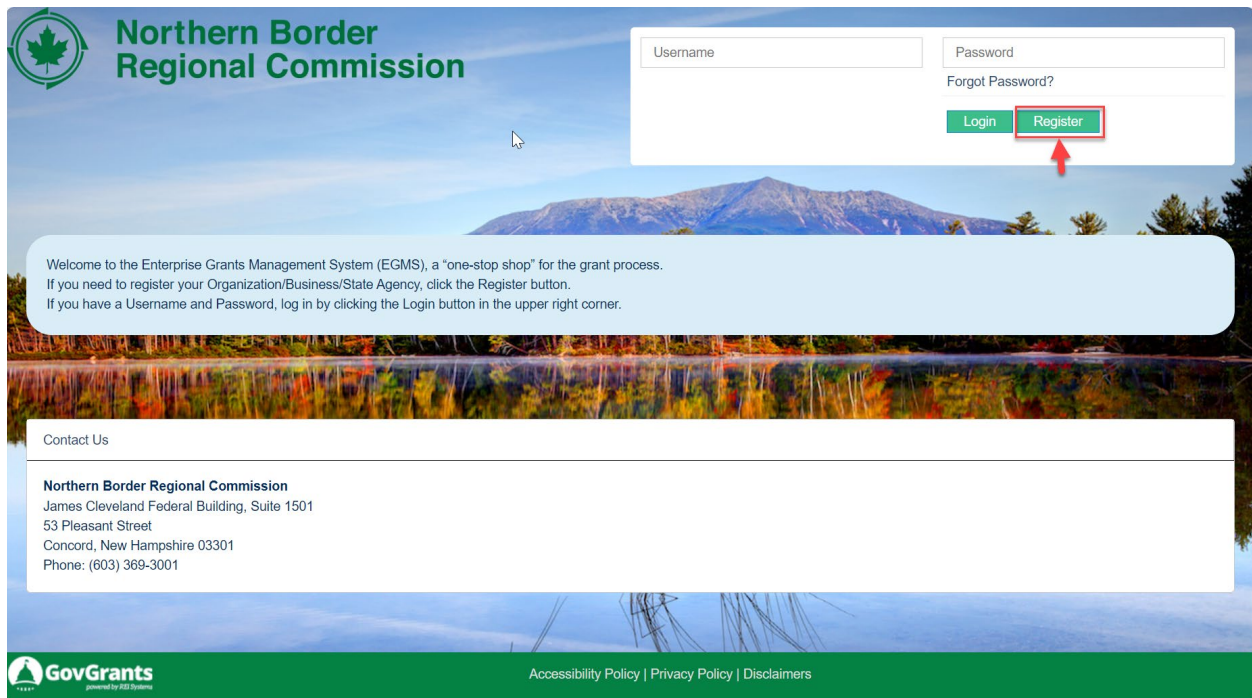 Northern Border
Regional Commission
Username
Password
Forgot Password?
Login
Register
Welcome to the Enterprise Grants Management System (EGMS), a “one-stop shop” for the grant process.
If you need to register your Organization/Business/State Agency, click the Register button.
If you have a Username and Password, log in by clicking the Login button in the upper right corner.
Contact Us
Northern Border Regional Commission
James Cleveland Federal Building, Suite 1501
53 Pleasant Street
Concord, New Hampshire 03301
Phone: (603) 369-3001
GovGrants
powered by REI Systems
Accessibility Policy | Privacy Policy | Disclaimers